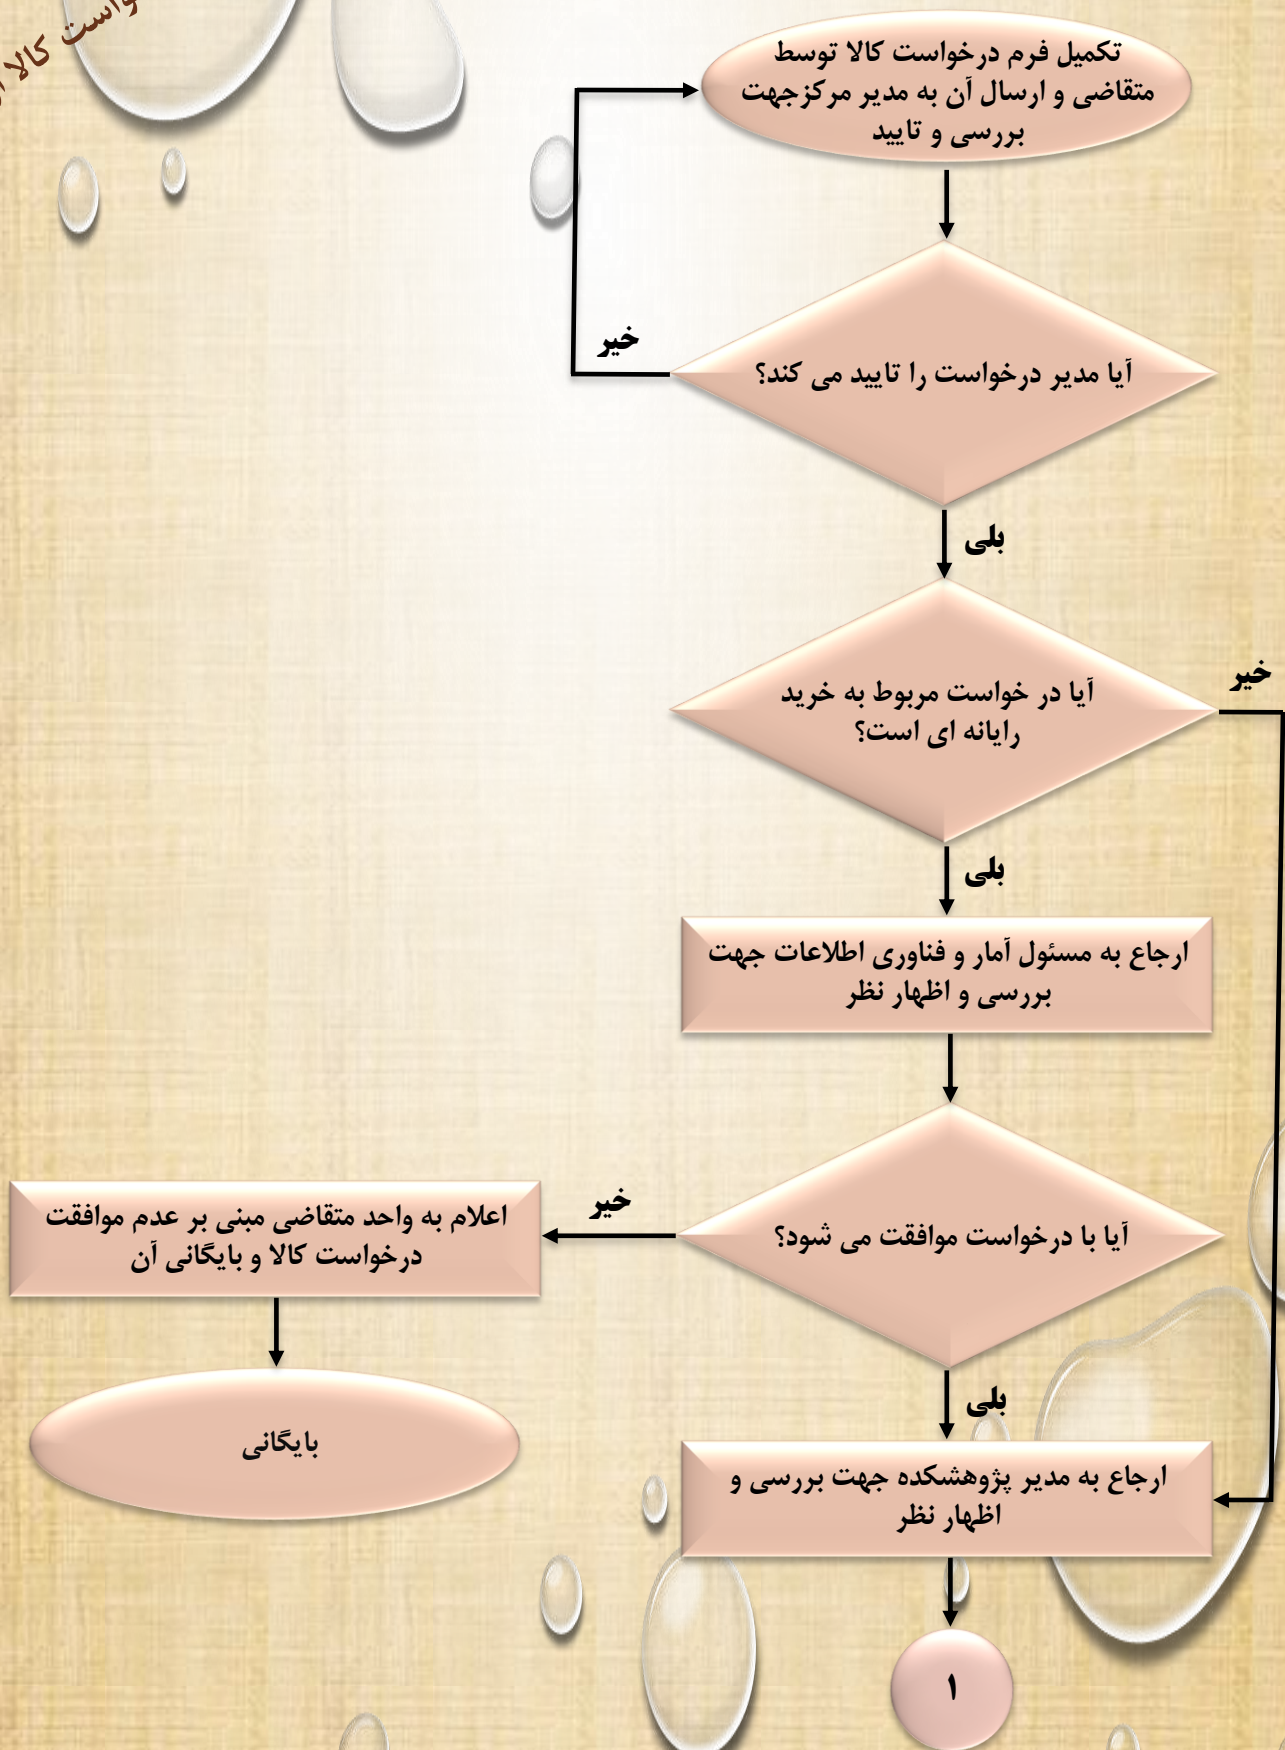 کالا
تکمیل فرم درخواست کالا توسط
متقاضی و ارسال آن به مدیر مرکزجهت
بررسی و تایید
خیر
آیا مدیر درخواست را تایید می کند؟
بلی
خیر
آیا در خواست مربوط به خرید
رایانه ای است؟
بلی
ارجاع به مسئول آمار و فناوری اطلاعات جهت
بررسی و اظهار نظر
آیا با درخواست موافقت می شود؟
خیر
اعلام به واحد متقاضی مبنی بر عدم موافقت
درخواست کالا و بایگانی آن
بایگانی
بلی
ارجاع به مدیر پژوهشکده جهت بررسی و
اظهار نظر
۱